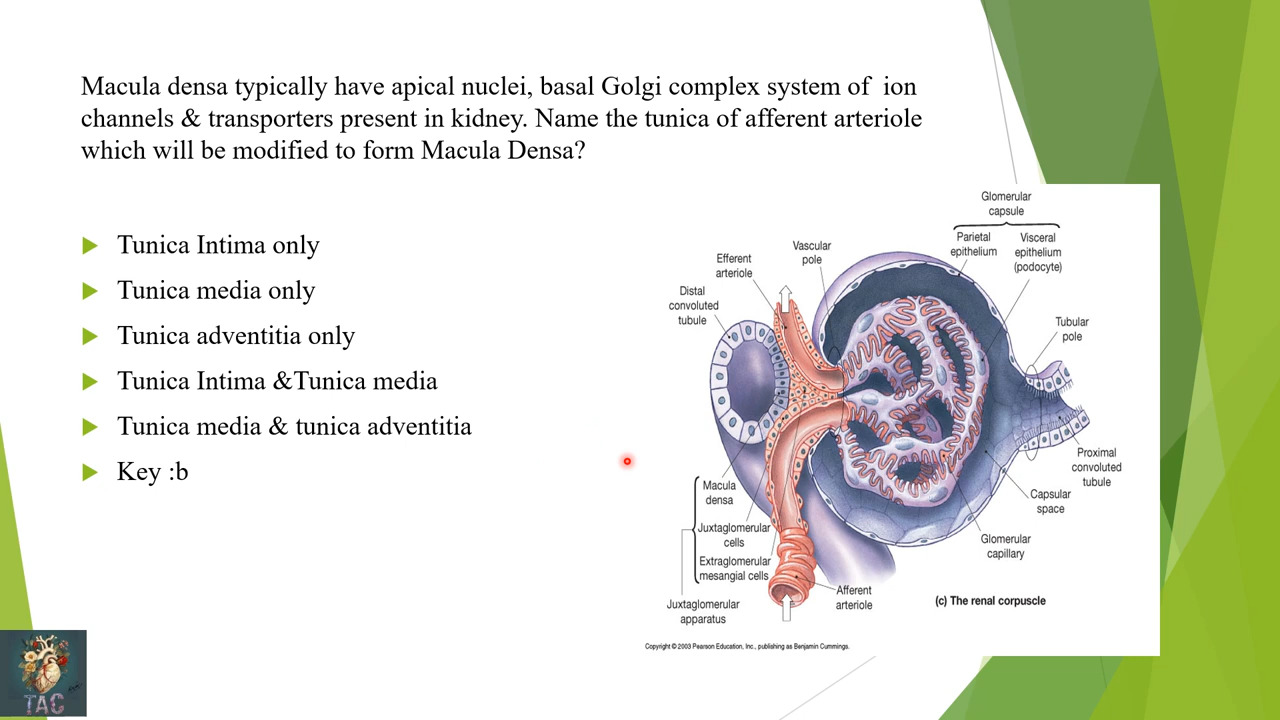 Macula densa typically have apical nuclei, basal Golgi complex system of ion
channels & transporters present in kidney. Name the tunica of afferent arteriole
which will be modified to form Macula Densa?
Tunica Intima only
Tunica media only
Tunica adventitia only
Tunica Intima &Tunica media
Tunica media & tunica adventitia
Key :b
Glomerular
capsule
Parietal
epithelium
Visceral
epithelium
(podocyte)
Vascular
pole
Efferent
arteriole
Distal
convoluted
tubule
Tubular
pole
Proximal
convoluted
tubule
Capsular
space
Glomerular
capillary
Macula
densa
Juxtaglomerular
cells
Extraglomerular
mesangial cells
Juxtaglomerular
apparatus
Afferent
arteriole
(c) The renal corpuscle
Copyright © 2003 Pearson Education, Inc., publishing as Benjamin Cummings.
TAC